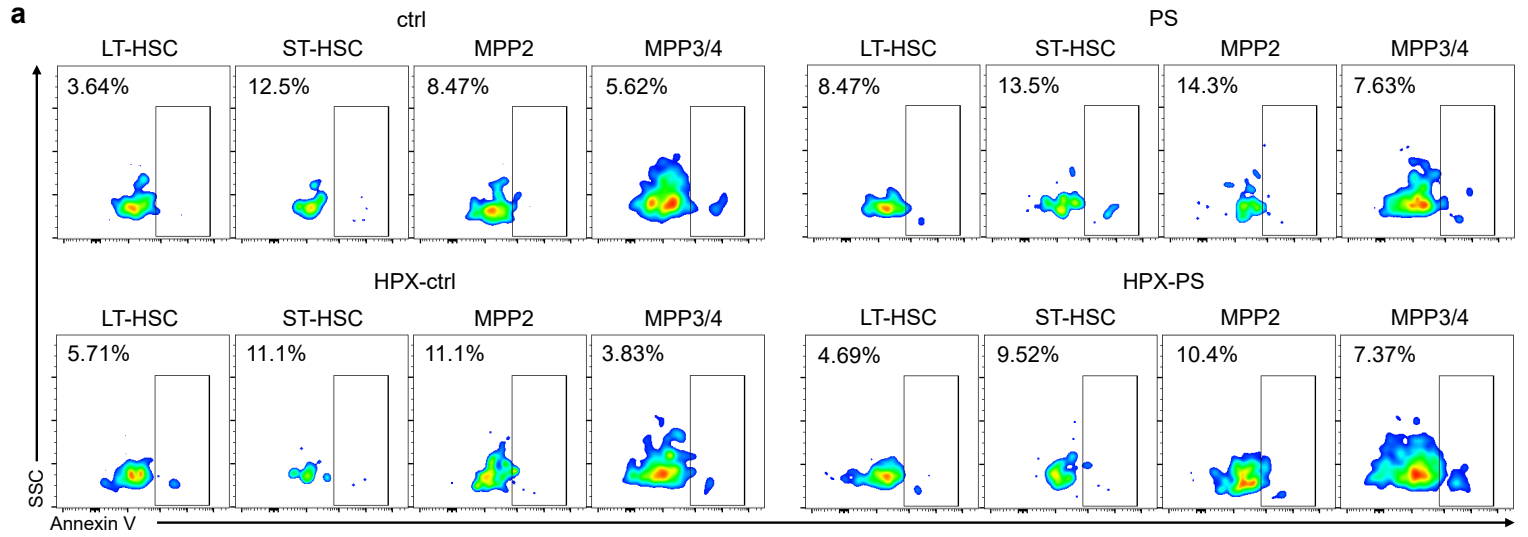 a
ctrl
PS
LT-HSC ST-HSC MPP2 MPP3/4 LT-HSC ST-HSC MPP2 MPP3/4
3.64% 12.5% 8.47% 5.62% 8.47% 13.5% 14.3% 7.63%
HPX-ctrl
HPX-PS
LT-HSC ST-HSC MPP2 MPP3/4 LT-HSC ST-HSC MPP2 MPP3/4
5.71% 11.1% 11.1% 3.83% 4.69% 9.52% 10.4% 7.37%
SSC
Annexin V